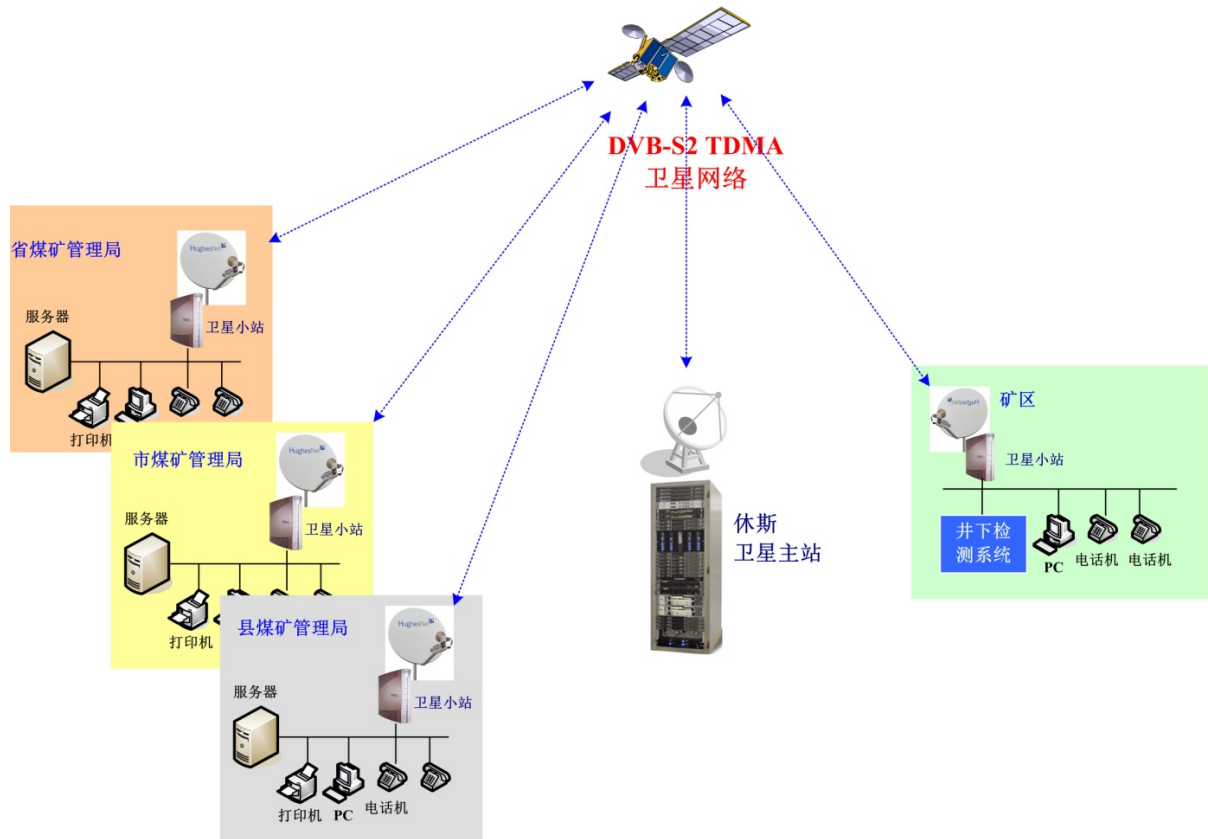 DVB-S2 TDMA
卫星网络
省煤矿管理局
HughesNet
卫星小站
服务器
打印机
市煤矿管理局
HughesNet
卫星小站
服务器
打印机
县煤矿管理局
HughesNet
卫星小站
服务器
打印机
PC
电话机
休斯
卫星主站
HughesNet
矿区
卫星小站
井下检
测系统
PC
电话机
电话机